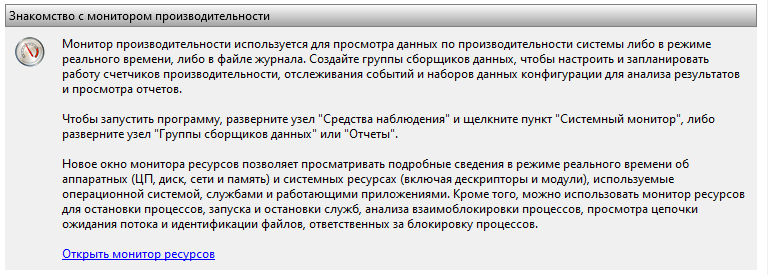 Знакомство с монитором производительности
Монитор производительности используется для просмотра данных по производительности системы либо в режиме
реального времени, либо в файле журнала. Создайте группы сборщиков данных, чтобы настроить и запланировать
работу счетчиков производительности, отслеживания событий и наборов данных конфигурации для анализа результатов
и просмотра отчетов.
Чтобы запустить программу, разверните узел "Средства наблюдения" и щелкните пункт "Системный монитор", либо
разверните узел "Группы сборщиков данных" или "Отчеты".
Новое окно монитора ресурсов позволяет просматривать подробные сведения в режиме реального времени об
аппаратных (ЦП, диск, сети и память) и системных ресурсах (включая дескрипторы и модули), используемые
операционной системой, службами и работающими приложениями. Кроме того, можно использовать монитор ресурсов
для остановки процессов, запуска и остановки служб, анализа взаимоблокировки процессов, просмотра цепочки
ожидания потока и идентификации файлов, ответственных за блокировку процессов.
Открыть монитор ресурсов